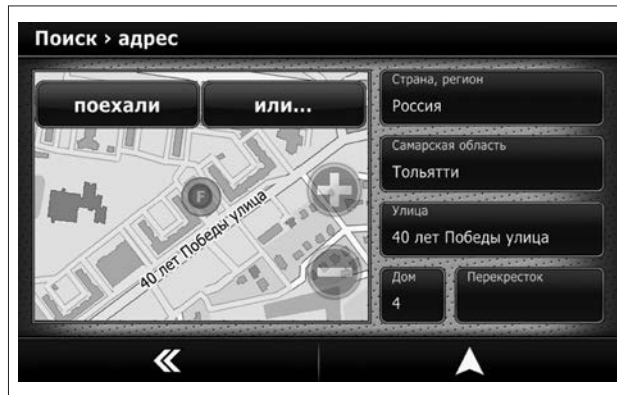 Поиск › адрес
поехали
или...
F
40 лет Победы улица
Страна, регион
Россия
Самарская область
Тольятти
Улица
40 лет Победы улица
Дом
4
Перекресток